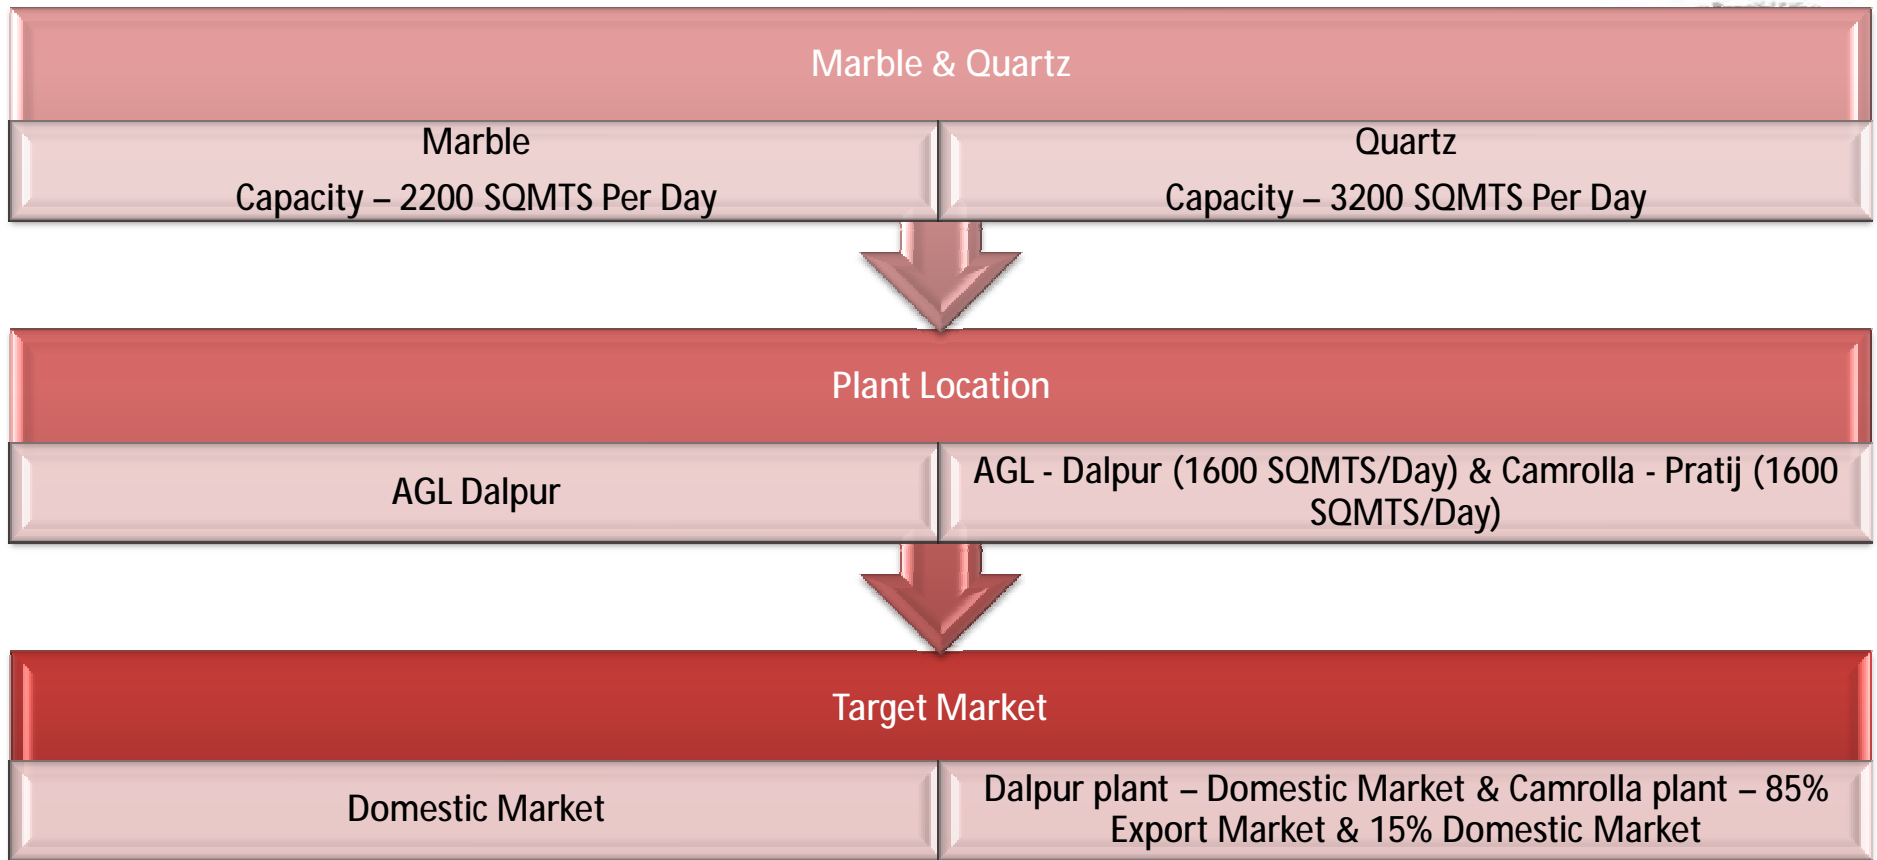 Marble & Quartz
Marble
Capacity – 2200 SQMTS Per Day
Quartz
Capacity – 3200 SQMTS Per Day
Plant Location
AGL Dalpur
AGL - Dalpur (1600 SQMTS/Day) & Camrolla - Pratij (1600
SQMTS/Day)
Target Market
Domestic Market
Dalpur plant – Domestic Market & Camrolla plant – 85%
Export Market & 15% Domestic Market